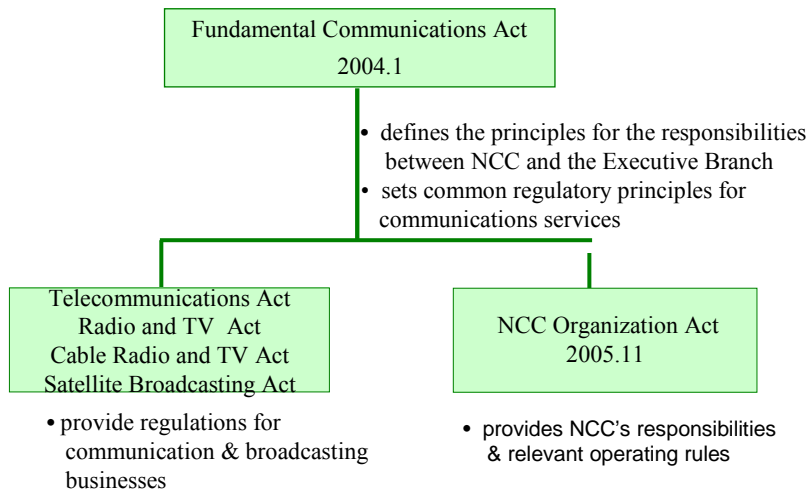 Fundamental Communications Act
2004.1
• defines the principles for the responsibilities
between NCC and the Executive Branch
• sets common regulatory principles for
communications services
Telecommunications Act
Radio and TV Act
Cable Radio and TV Act
Satellite Broadcasting Act
• provide regulations for
communication & broadcasting
businesses
NCC Organization Act
2005.11
• provides NCC's responsibilities
& relevant operating rules